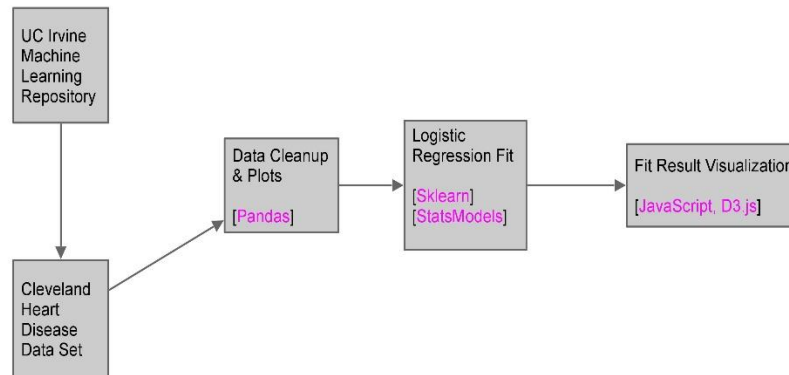 UC Irvine
Machine
Learning
Repository
Cleveland
Heart
Disease
Data Set
Data Cleanup
& Plots
[Pandas]
Logistic
Regression Fit
[Sklearn]
[StatsModels]
Fit Result Visualization
[JavaScript, D3.js]